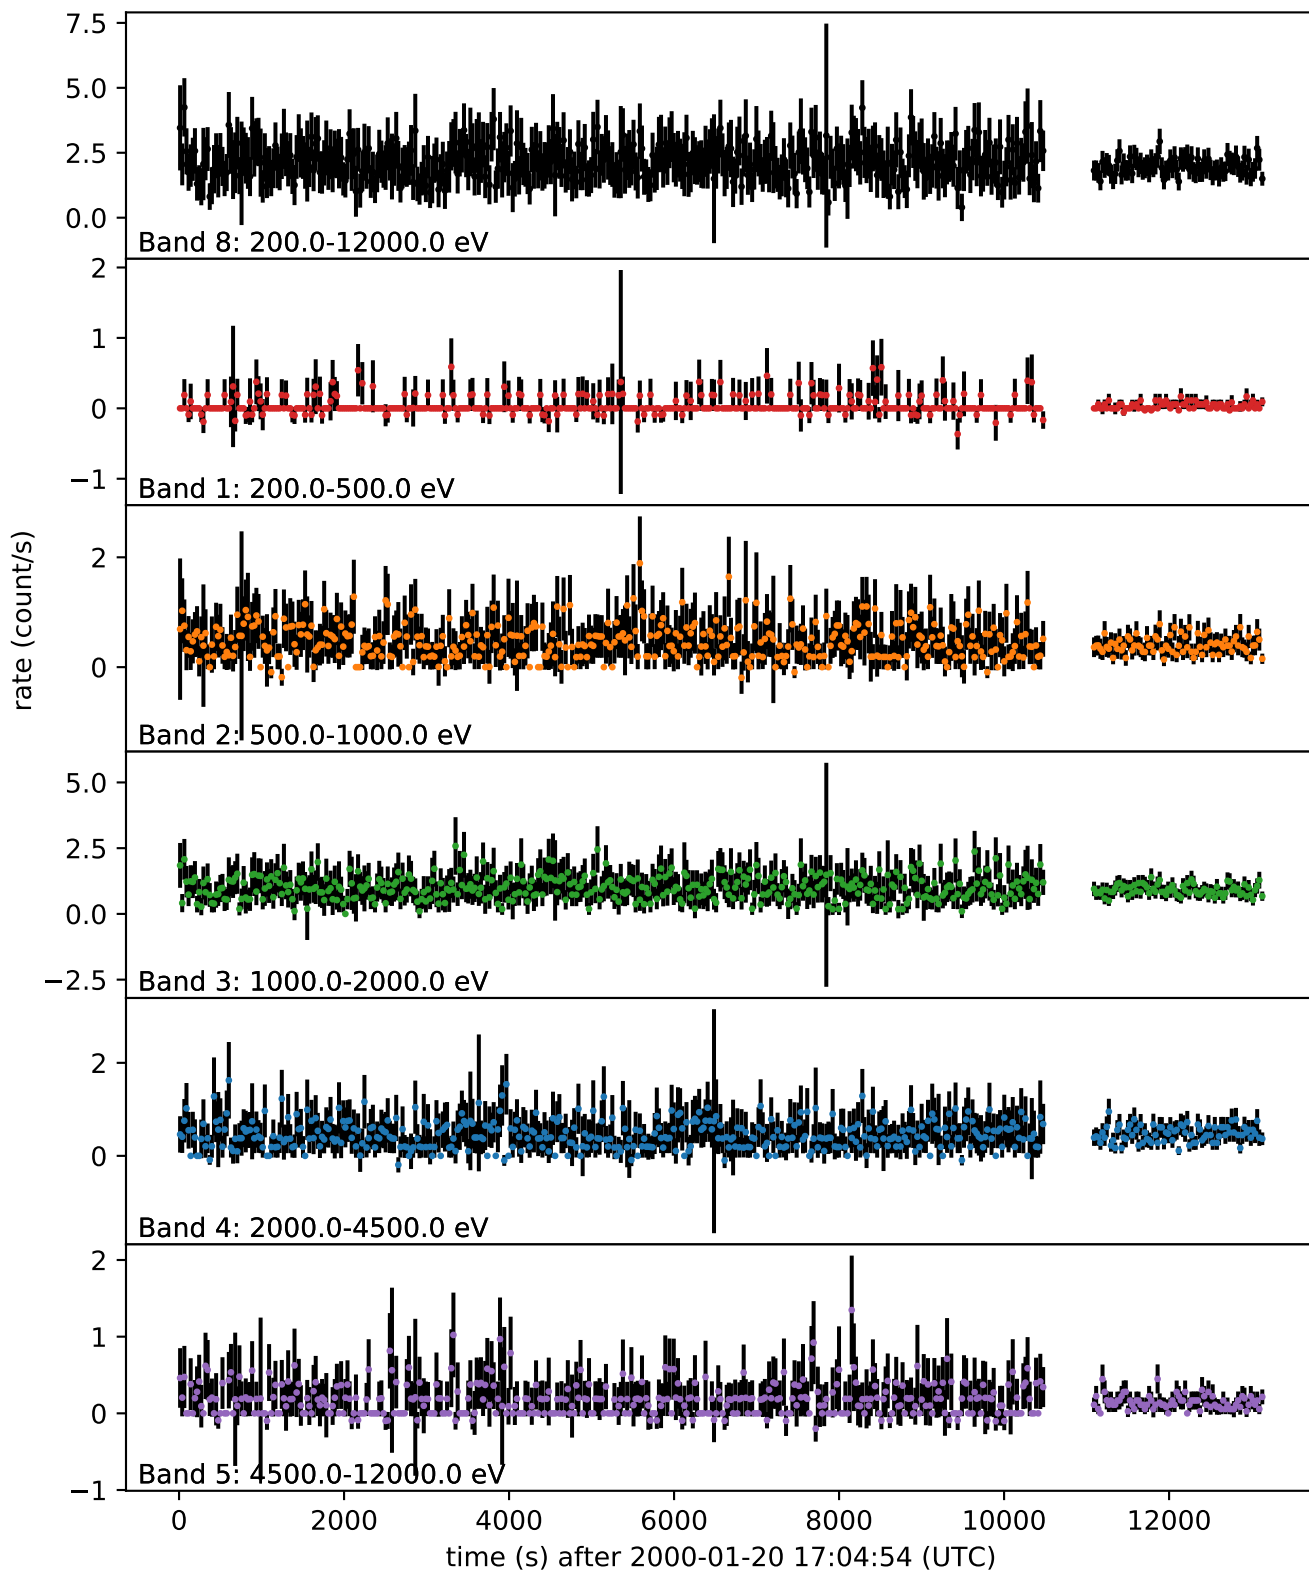 7.5
5.0
2.5
0.0
Band 8: 200.0-12000.0 eV
2
1
0
−1
Band 1: 200.0-500.0 eV
rate (count/s)
2
0
Band 2: 500.0-1000.0 eV
5.0
2.5
0.0
−2.5
Band 3: 1000.0-2000.0 eV
2
0
Band 4: 2000.0-4500.0 eV
2
1
0
−1
Band 5: 4500.0-12000.0 eV
0 2000 4000 6000 8000 10000 12000
time (s) after 2000-01-20 17:04:54 (UTC)